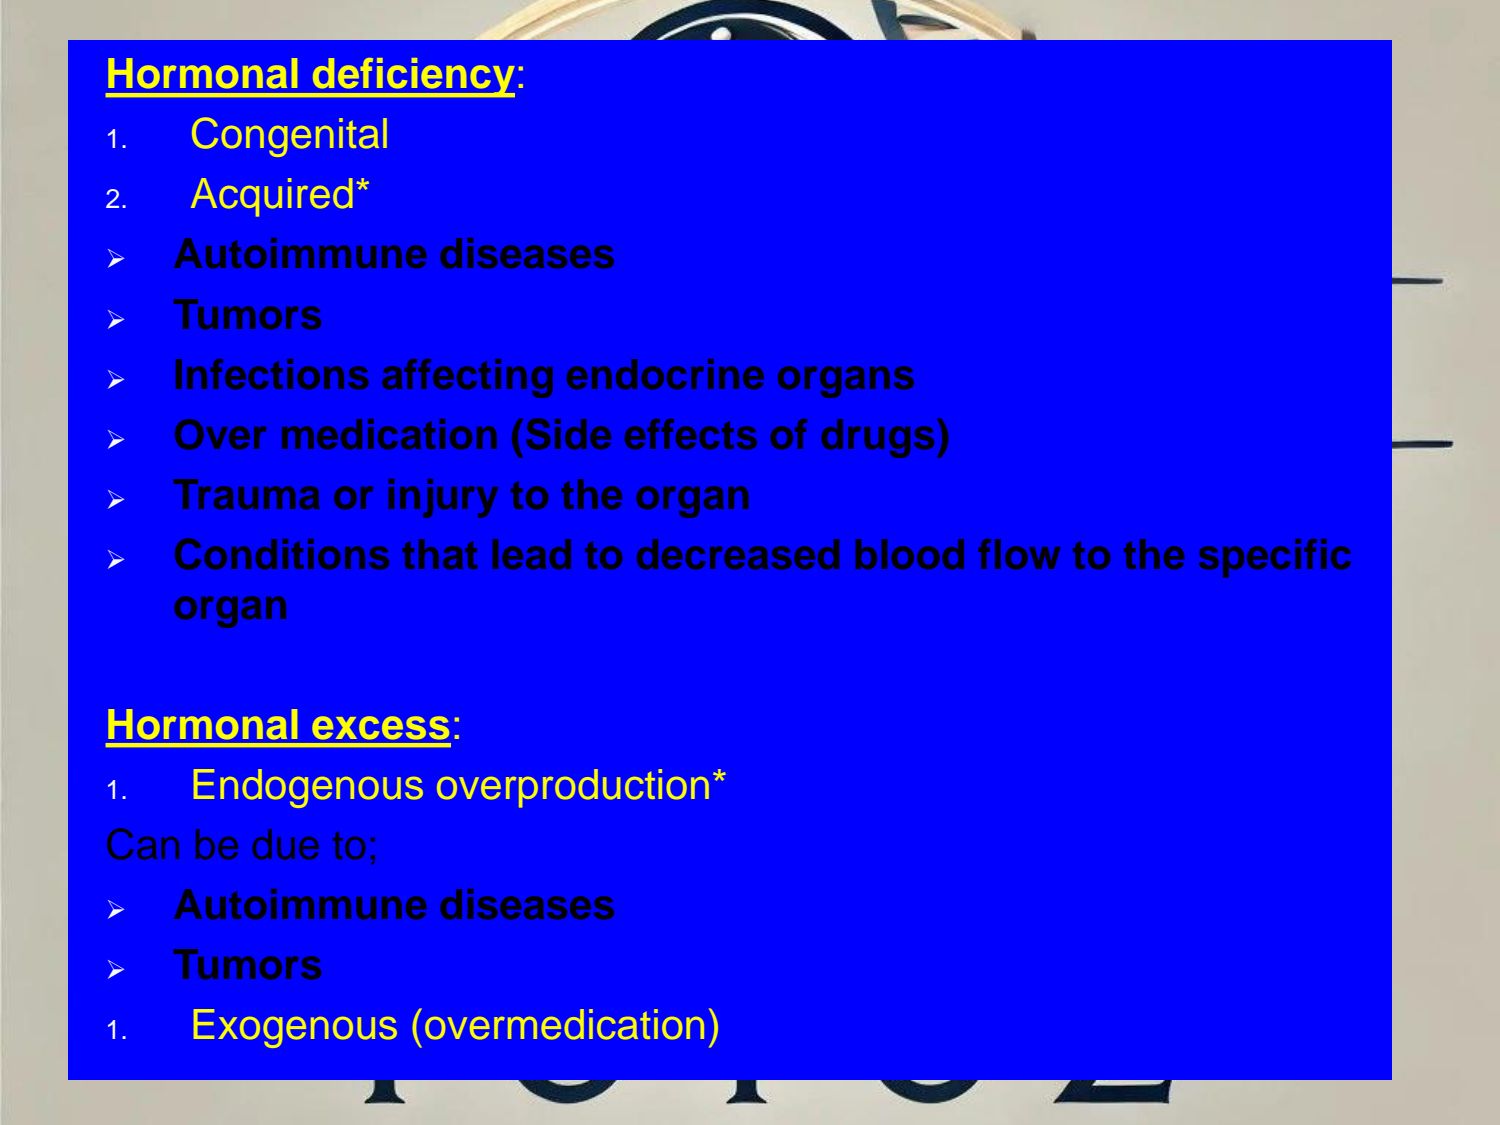 Hormonal deficiency:
1. Congenital
2. Acquired*
➢ Autoimmune diseases
➢ Tumors
➢ Infections affecting endocrine organs
➢ Over medication (Side effects of drugs)
➢ Trauma or injury to the organ
➢ Conditions that lead to decreased blood flow to the specific
organ
Hormonal excess:
1. Endogenous overproduction*
Can be due to;
➢ Autoimmune diseases
➢ Tumors
1. Exogenous (overmedication)